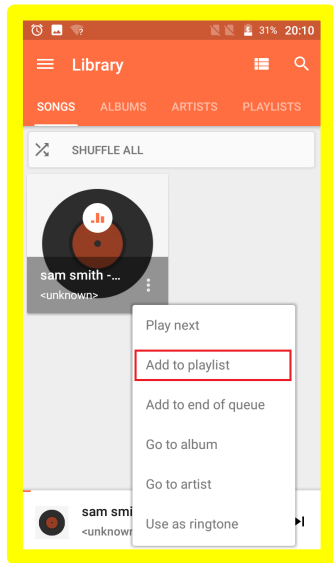 31% 20:10
Library
SONGS ALBUMS ARTISTS PLAYLISTS
SHUFFLE ALL
sam smith -...
<unknown>
Play next
Add to playlist
Add to end of queue
Go to album
Go to artist
Use as ringtone
sam smi
<unknow